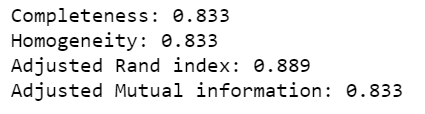 Completeness: 0.833
Homogeneity: 0.833
Adjusted Rand index: 0.889
Adjusted Mutual information: 0.833